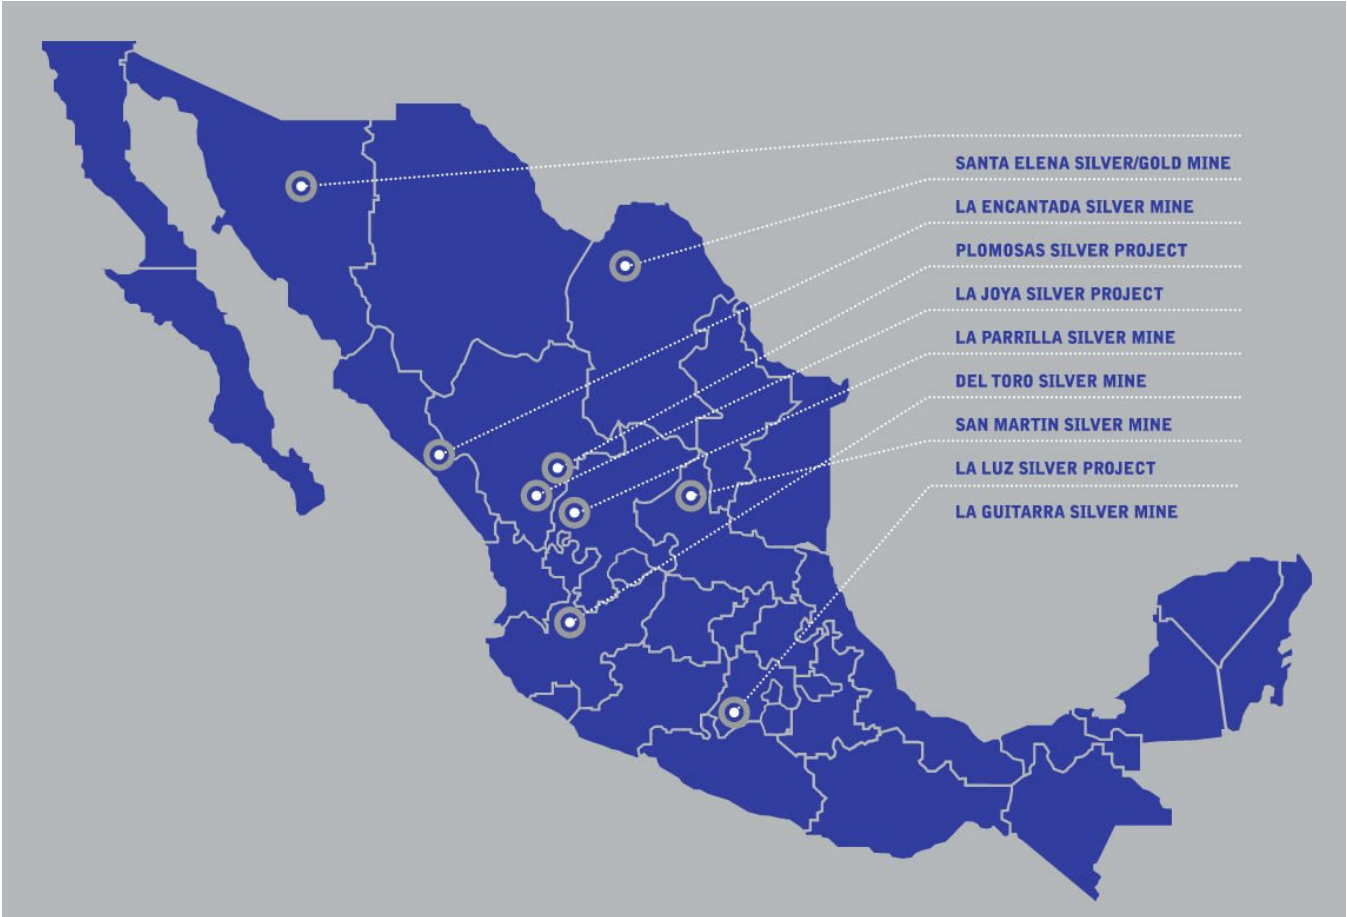 SANTA ELENA SILVER/GOLD MINE
LA ENCANTADA SILVER MINE
PLOMOSAS SILVER PROJECT
LA JOYA SILVER PROJECT
LA PARRILLA SILVER MINE
DEL TORO SILVER MINE
SAN MARTIN SILVER MINE
LA LUZ SILVER PROJECT
LA GUITARRA SILVER MINE